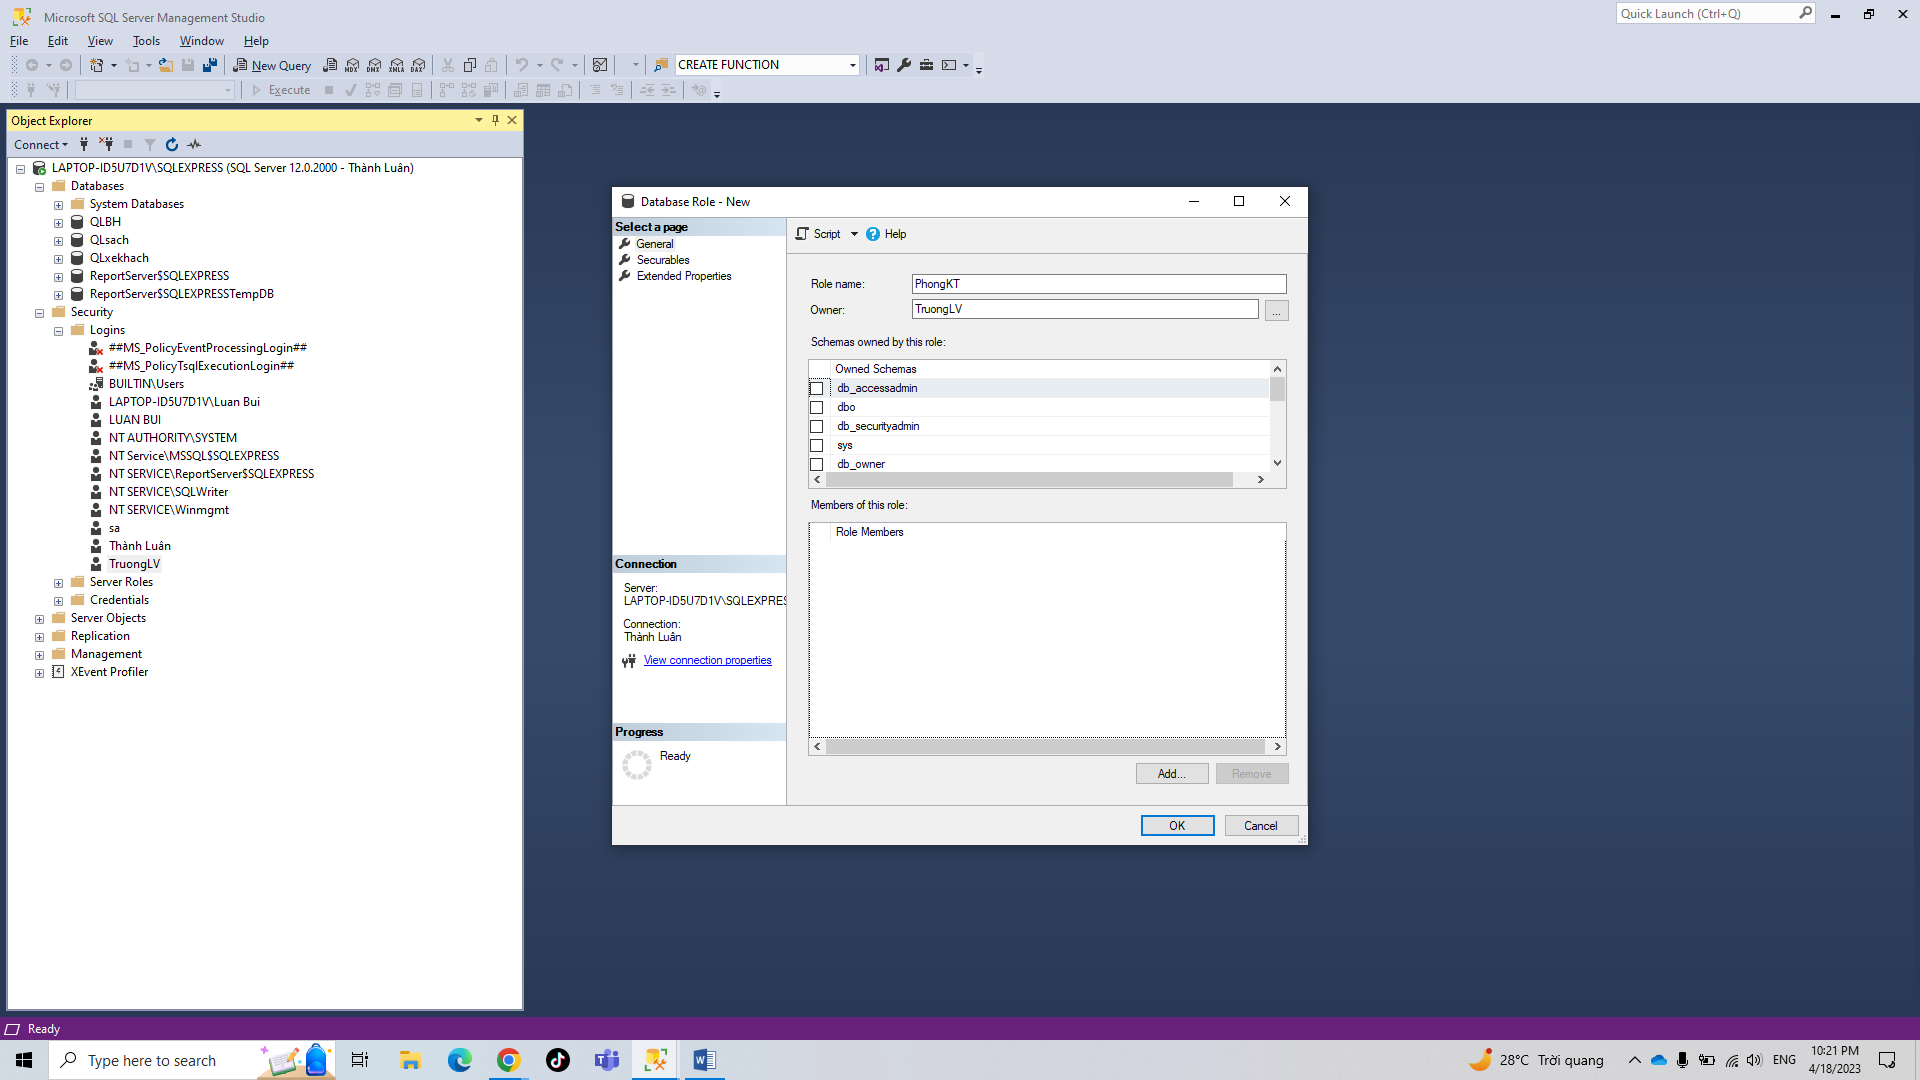 Microsoft SQL Server Management Studio
Quick Launch (Ctrl+Q)
File Edit View Tools Window Help
New Query
MDX DMX XMLA DAX
CREATE FUNCTION
Execute
Object Explorer
Connect
LAPTOP-ID5U7D1V\SQLEXPRESS (SQL Server 12.0.2000 - Thành Luân)
Databases
System Databases
QLBH
QLsach
QLxekhach
ReportServer$SQLEXPRESS
ReportServer$SQLEXPRESSTempDB
Security
Logins
##MS_PolicyEventProcessingLogin##
##MS_PolicyTsqlExecutionLogin##
BUILTIN\Users
LAPTOP-ID5U7D1V\Luan Bui
LUAN BUI
NT AUTHORITY\SYSTEM
NT Service\MSSQL$SQLEXPRESS
NT SERVICE\ReportServer$SQLEXPRESS
NT SERVICE\SQLWriter
NT SERVICE\Winmgmt
sa
Thành Luân
TruongLV
Server Roles
Credentials
Server Objects
Replication
Management
XEvent Profiler
Database Role - New
Select a page
General
Securables
Extended Properties
Connection
Server:
LAPTOP-ID5U7D1V\SQLEXPRES
Connection:
Thành Luân
View connection properties
Progress
Ready
Script Help
Role name: PhongKT
Owner: TruongLV ...
Schemas owned by this role:
Owned Schemas
db_accessadmin
dbo
db_securityadmin
sys
db_owner
Members of this role:
Role Members
Add... Remove
OK Cancel
Ready
Type here to search
28°C Trời quang
ENG
10:21 PM
4/18/2023